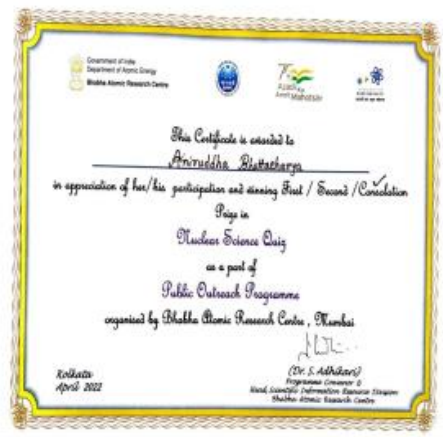 Government of India
Department of Atomic Energy
Bhabha Atomic Research Centre
75
Azadi Ka
Amrit Mahotsav
This Certificate is awarded to
Aniruddha Bhattacharya
in appreciation of her/his participation and winning First / Second / Consolation
Prize in
Nuclear Science Quiz
as a part of
Public Outreach Programme
organised by Bhabha Atomic Research Centre, Mumbai
Kolkata
April 2022
(Dr. S. Adhikari)
Programme Convenor &
Head, Scientific Information Resource Division
Bhabha Atomic Research Centre